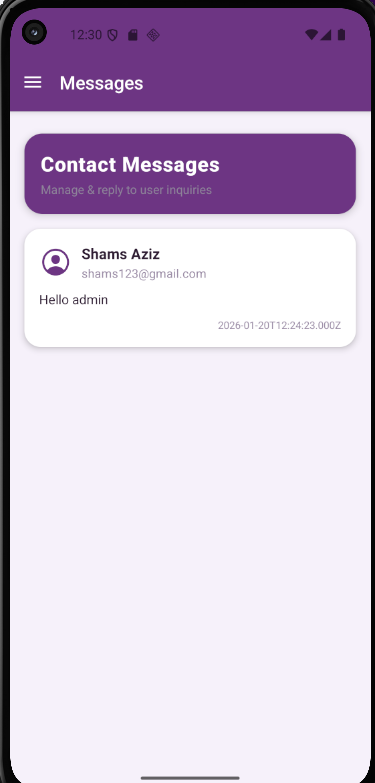 12:30
Messages
Contact Messages
Manage & reply to user inquiries
Shams Aziz
shams123@gmail.com
Hello admin
2026-01-20T12:24:23.000Z